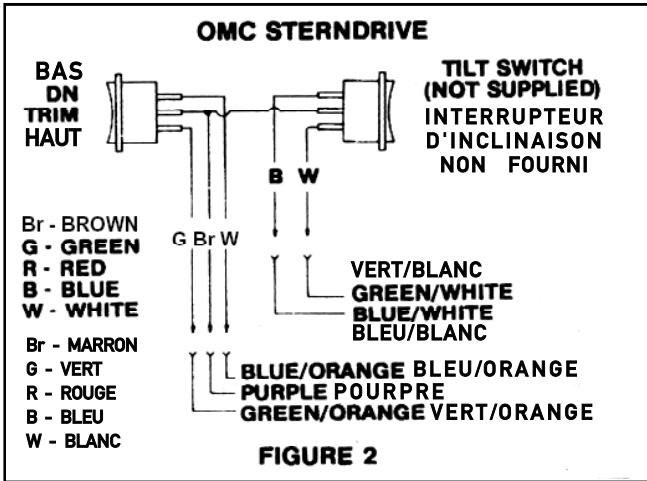 OMC STERNDRIVE
BAS
DN
TRIM
HAUT
TILT SWITCH
(NOT SUPPLIED)
INTERRUPTEUR
D'INCLINAISON
NON FOURNI
B W
G Br W
Br - BROWN
G - GREEN
R - RED
B - BLUE
W - WHITE
Br - MARRON
G - VERT
R - ROUGE
B - BLEU
W - BLANC
VERT/BLANC
GREEN/WHITE
BLUE/WHITE
BLEU/BLANC
BLUE/ORANGE BLEU/ORANGE
PURPLE POURPRE
GREEN/ORANGE VERT/ORANGE
FIGURE 2